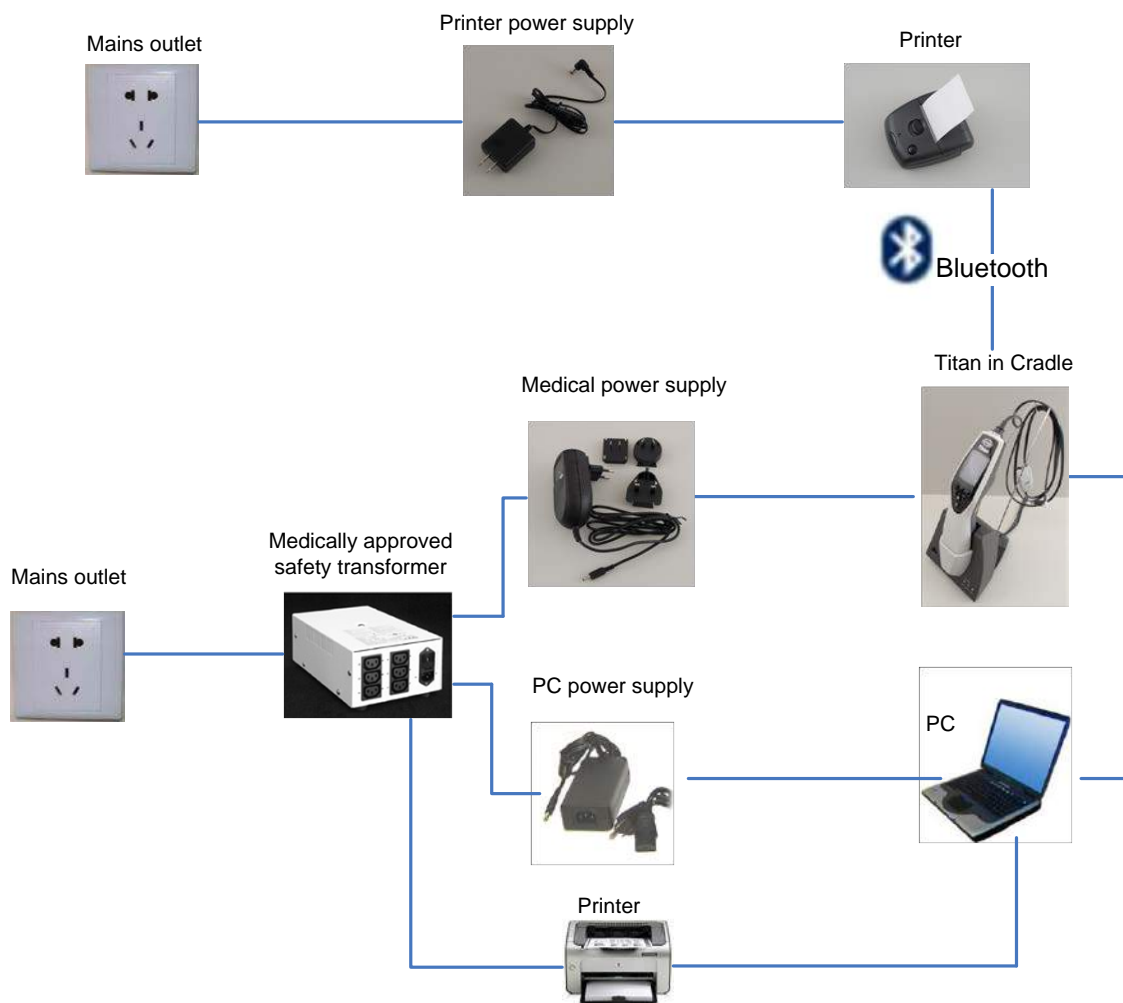 Mains outlet
Printer power supply
Printer
Bluetooth
Titan in Cradle
Medical power supply
Medically approved
safety transformer
Mains outlet
PC power supply
PC
Printer